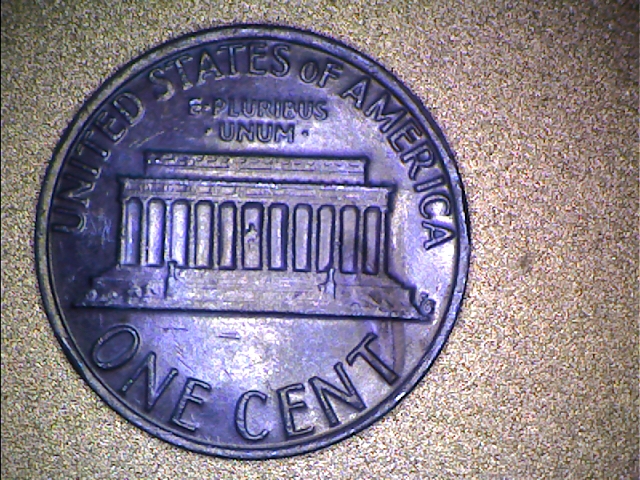 UNITED STATES OF AMERICA
E·PLURIBUS
·UNUM·
ONE CENT